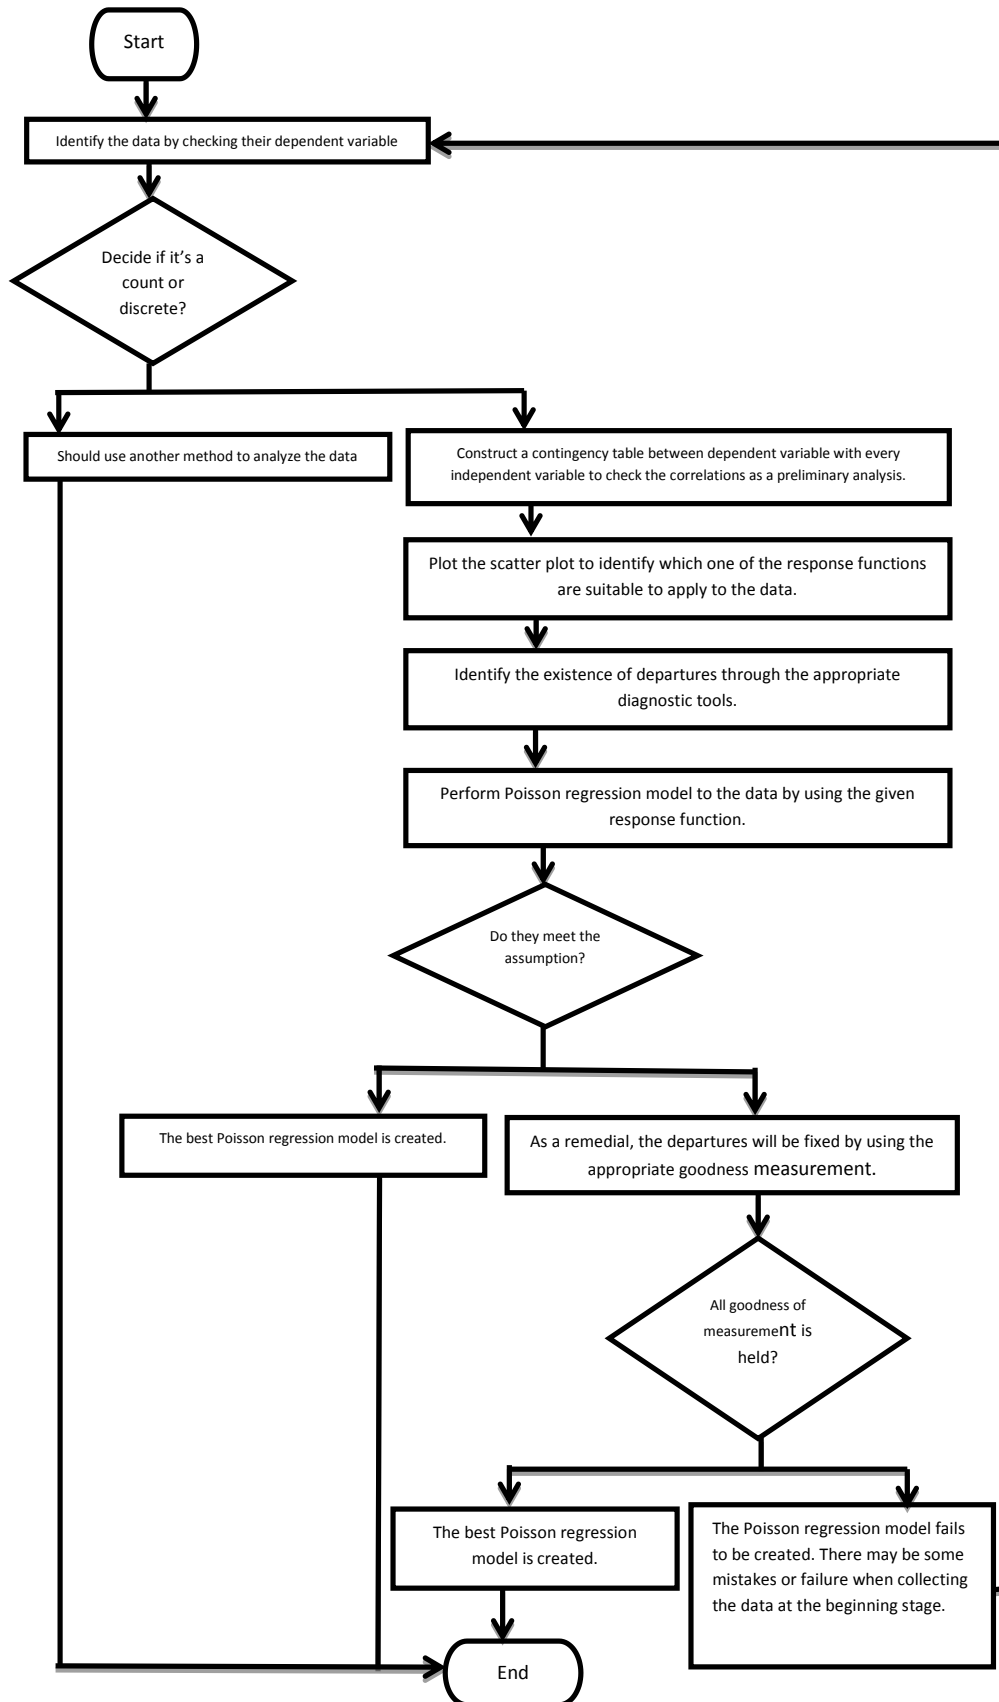 Start
Identify the data by checking their dependent variable
Decide if it’s a
count or
discrete?
Should use another method to analyze the data
Construct a contingency table between dependent variable with every
independent variable to check the correlations as a preliminary analysis.
Plot the scatter plot to identify which one of the response functions
are suitable to apply to the data.
Identify the existence of departures through the appropriate
diagnostic tools.
Perform Poisson regression model to the data by using the given
response function.
Do they meet the
assumption?
The best Poisson regression model is created.
As a remedial, the departures will be fixed by using the
appropriate goodness measurement.
All goodness of
measurement is
held?
The best Poisson regression
model is created.
The Poisson regression model fails
to be created. There may be some
mistakes or failure when collecting
the data at the beginning stage.
End